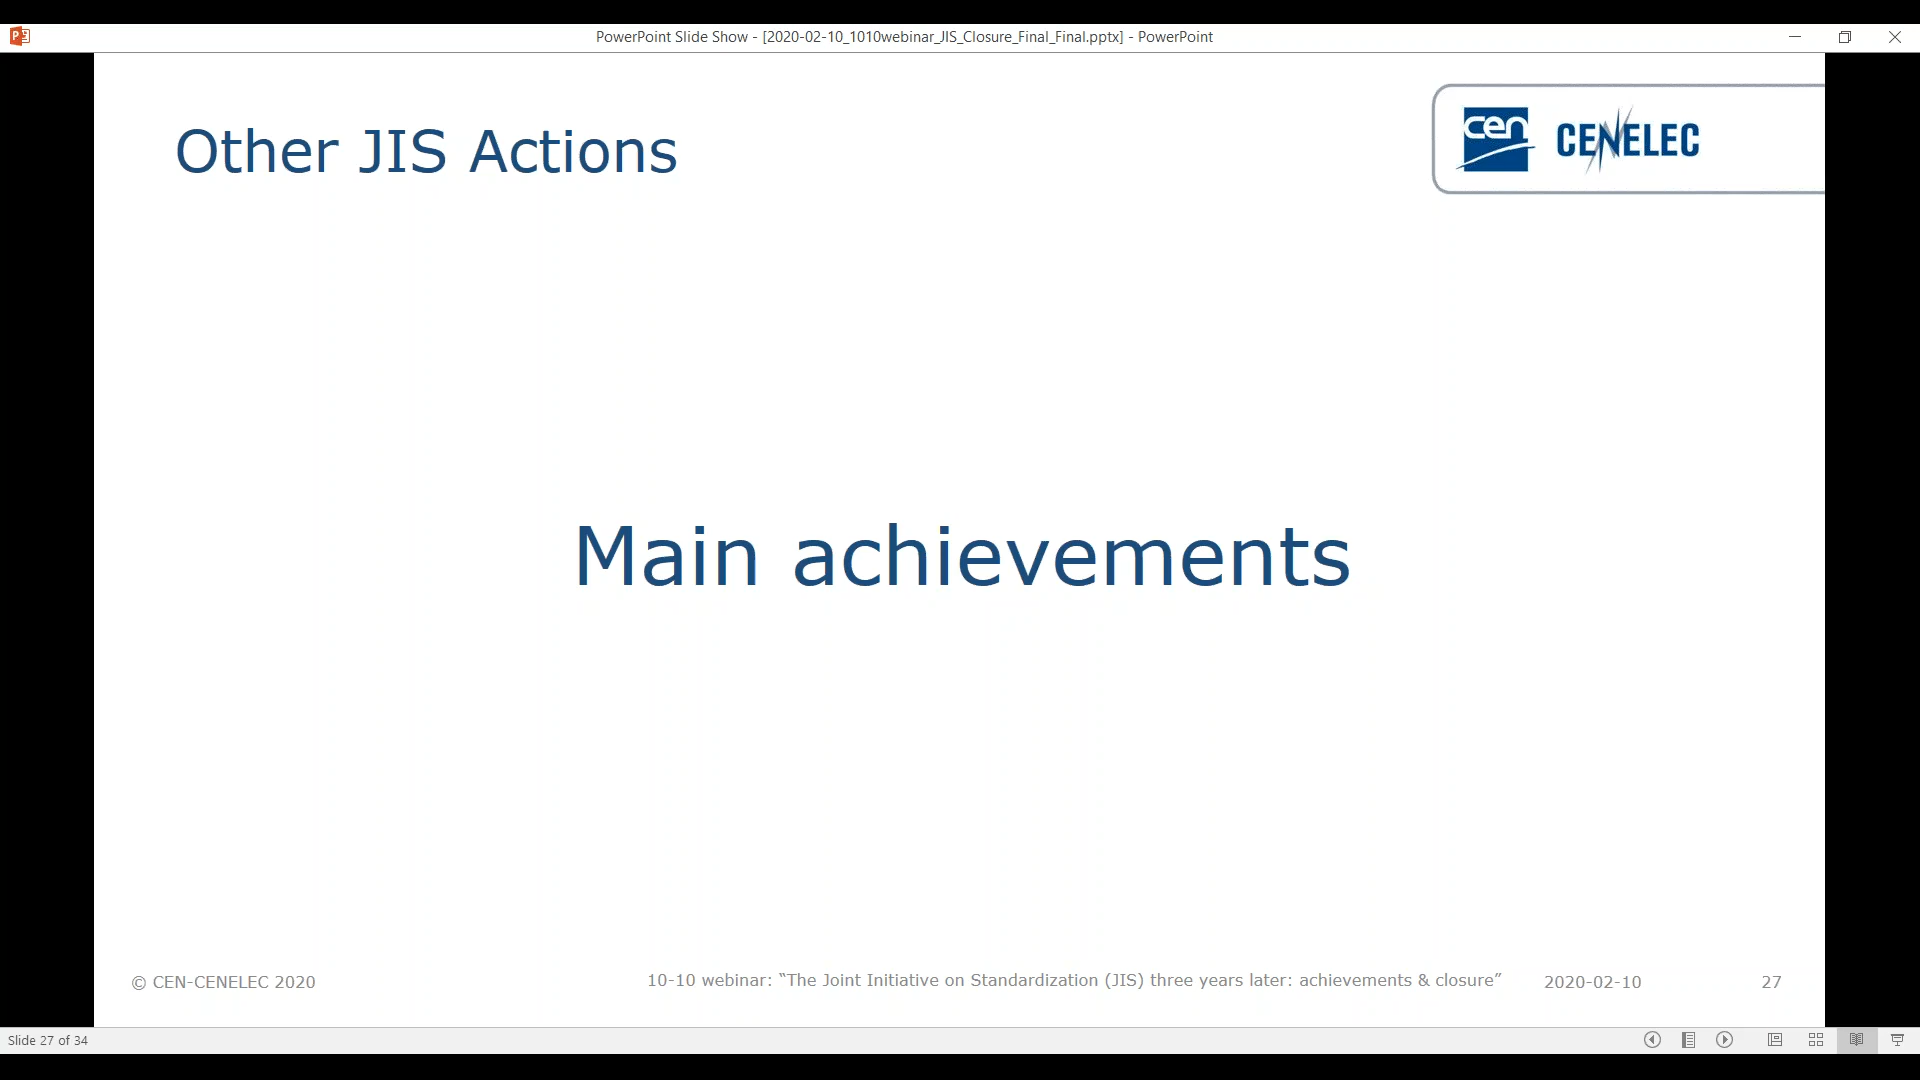 PowerPoint Slide Show - [2020-02-10_1010webinar_JIS_Closure_Final_Final.pptx] - PowerPoint
Other JIS Actions
cen CENELEC
Main achievements
© CEN-CENELEC 2020
10-10 webinar: “The Joint Initiative on Standardization (JIS) three years later: achievements & closure”
2020-02-10
27
Slide 27 of 34